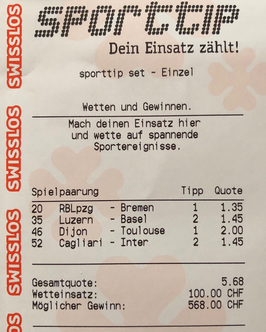 sporttip
Dein Einsatz zählt!
sporttip set - Einzel
Wetten und Gewinnen.
Mach deinen Einsatz hier
und wette auf spannende
Sportereignisse.
Spielpaarung Tipp Quote
20 RBLpzg - Bremen 1 1.35
35 Luzern - Basel 2 1.45
46 Dijon - Toulouse 1 2.00
52 Cagliari - Inter 2 1.45
Gesamtquote: 5.68
Wetteinsatz: 100.00 CHF
Möglicher Gewinn: 568.00 CHF
SWISSLOS
SWISSLOS
SWISSLOS
SWISSLOS